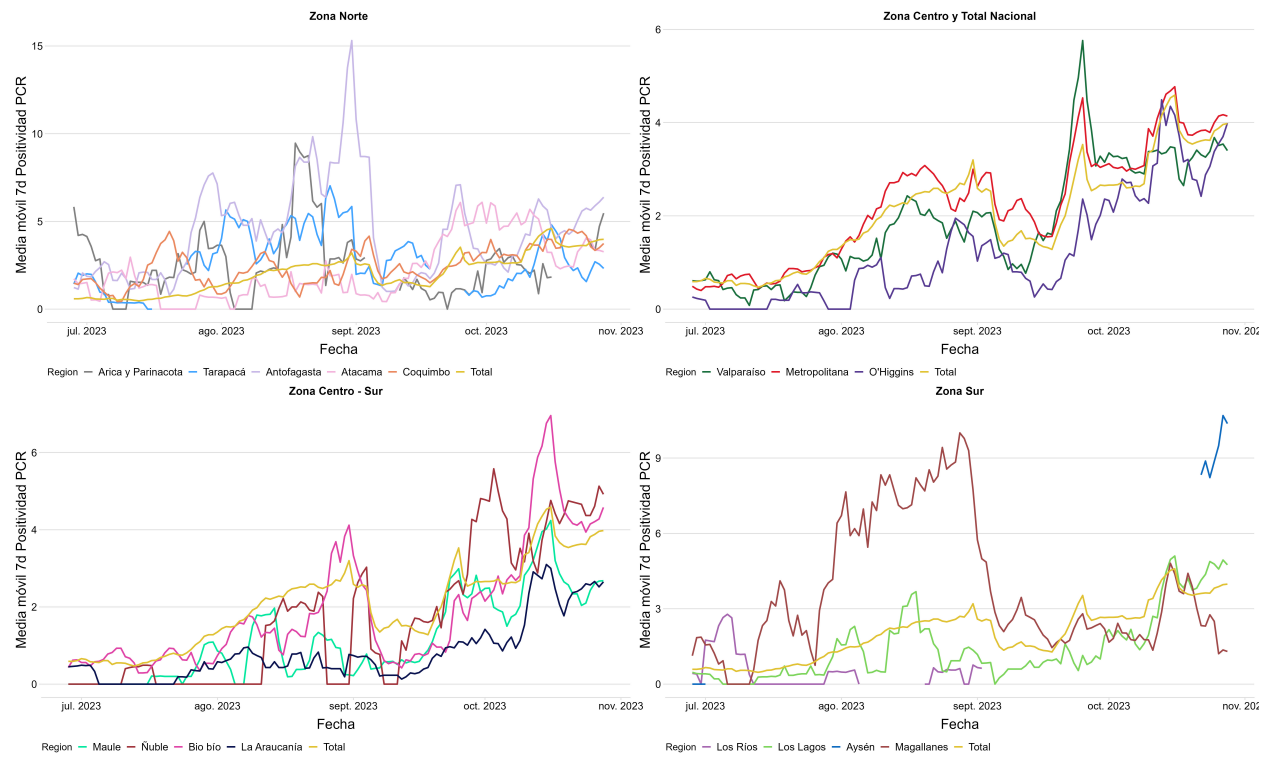 Zona Norte
Media móvil 7d Positividad PCR
15
10
5
0
jul. 2023 ago. 2023 sept. 2023 oct. 2023 nov. 2023
Fecha
Region Arica y Parinacota Tarapacá Antofagasta Atacama Coquimbo Total
Zona Centro y Total Nacional
Media móvil 7d Positividad PCR
6
4
2
0
jul. 2023 ago. 2023 sept. 2023 oct. 2023 nov. 202
Fecha
Region Valparaíso Metropolitana O'Higgins Total
Zona Centro - Sur
Media móvil 7d Positividad PCR
6
4
2
0
jul. 2023 ago. 2023 sept. 2023 oct. 2023 nov. 2023
Fecha
Region Maule Ñuble Bio bío La Araucanía Total
Zona Sur
Media móvil 7d Positividad PCR
9
6
3
0
jul. 2023 ago. 2023 sept. 2023 oct. 2023 nov. 202
Fecha
Region Los Ríos Los Lagos Aysén Magallanes Total